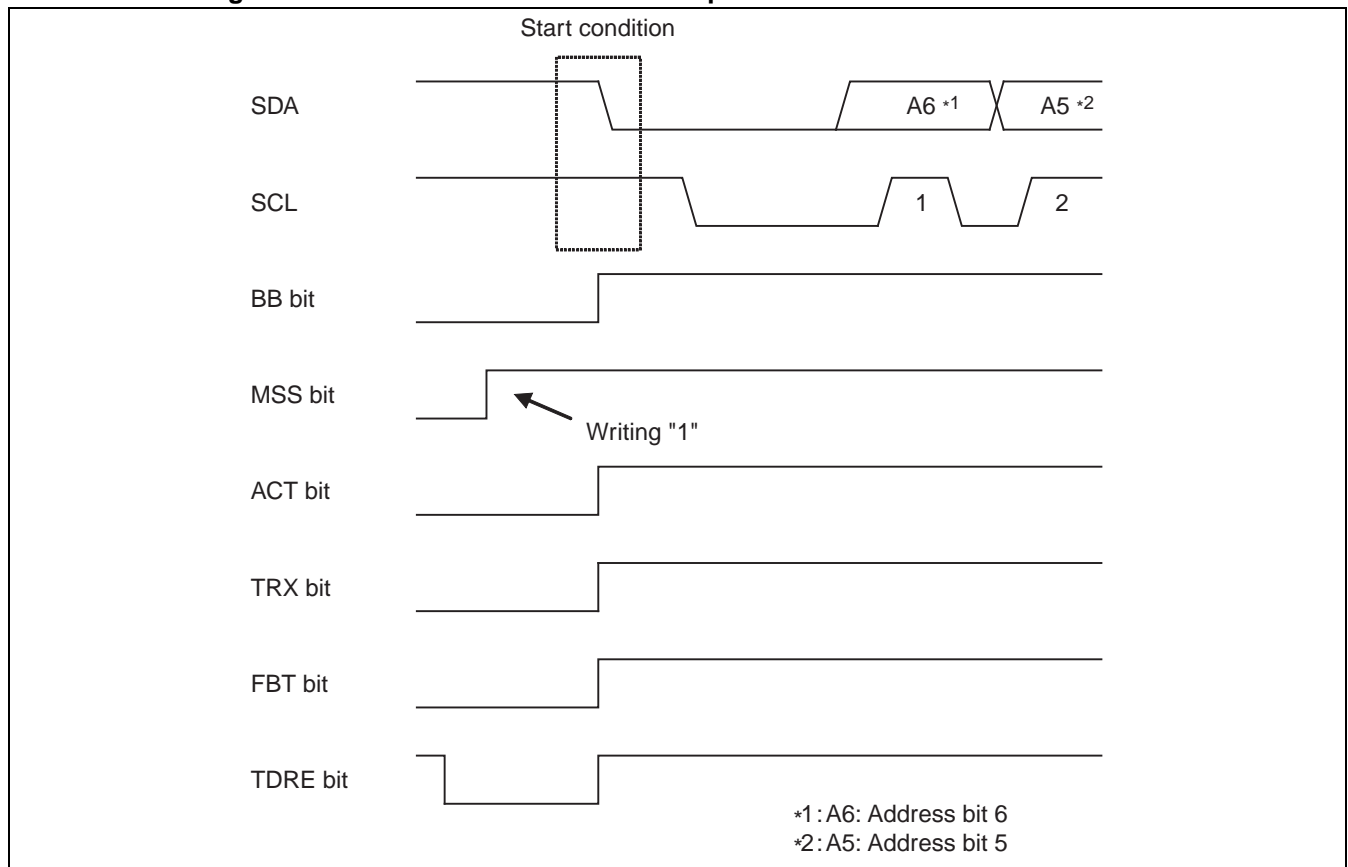 Start condition
SDA
A6 *1
A5 *2
SCL
1
2
BB bit
MSS bit
Writing "1"
ACT bit
TRX bit
FBT bit
TDRE bit
*1: A6: Address bit 6
*2: A5: Address bit 5